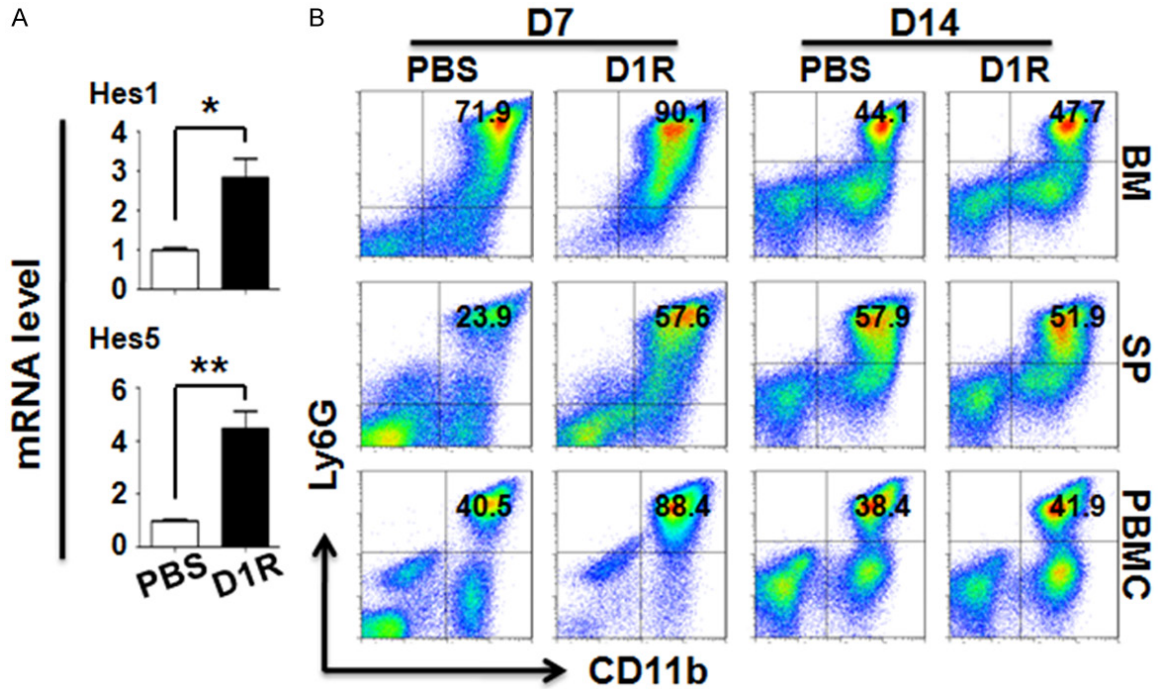 A
B
D7
D14
PBS
D1R
PBS
D1R
Hes1
*
4
3
2
1
0
Hes5
**
6
4
2
0
PBS
D1R
mRNA level
71.9
90.1
44.1
47.7
BM
23.9
57.6
57.9
51.9
SP
40.5
88.4
38.4
41.9
PBMC
Ly6G
CD11b